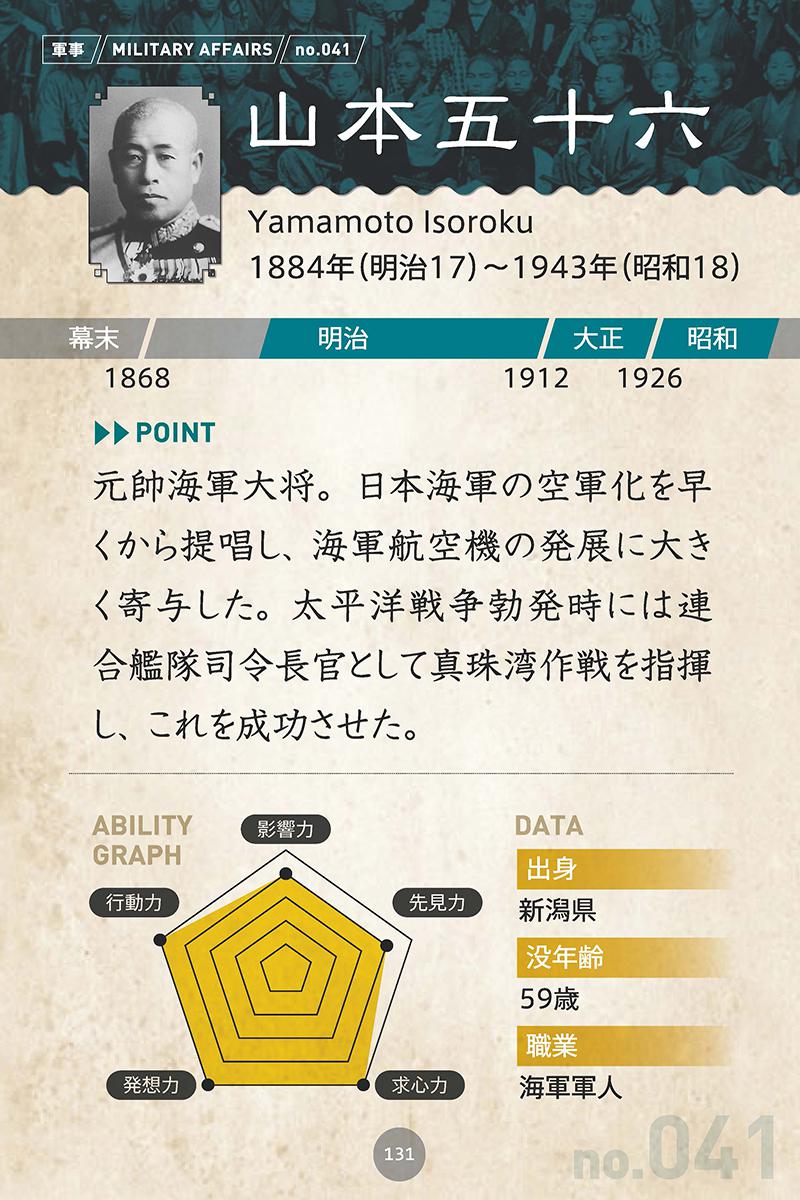 軍事 MILITARY AFFAIRS no.041
山本五十六
Yamamoto Isoroku
1884年(明治17)～1943年(昭和18)
幕末 明治 大正 昭和
1868 1912 1926
POINT
元帥海軍大将。日本海軍の空軍化を早
くから提唱し、海軍航空機の発展に大き
く寄与した。太平洋戦争勃発時には連
合艦隊司令長官として真珠湾作戦を指揮
し、これを成功させた。
ABILITY
GRAPH
影響力
行動力
先見力
発想力
求心力
DATA
出身
新潟県
没年齢
59歳
職業
海軍軍人
131
no.041